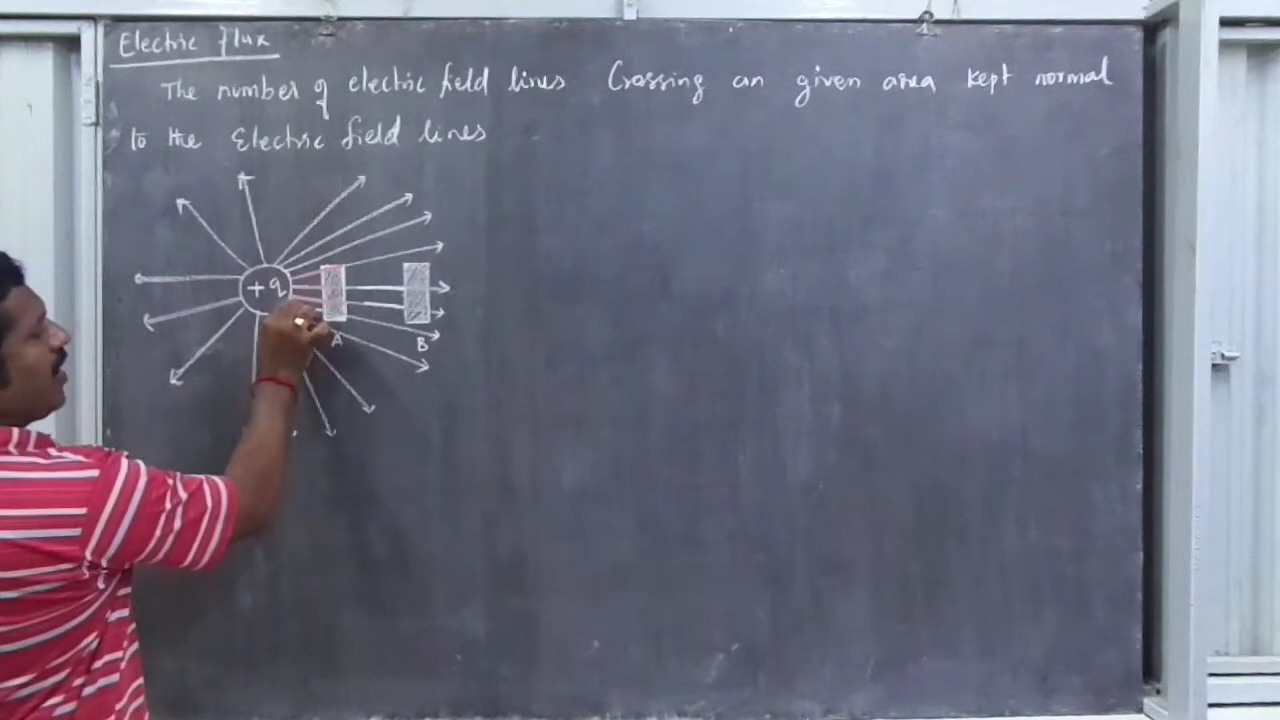 Electric flux
The number of electric field lines Crossing an given area kept normal
to the Electric field lines
+q
A
B